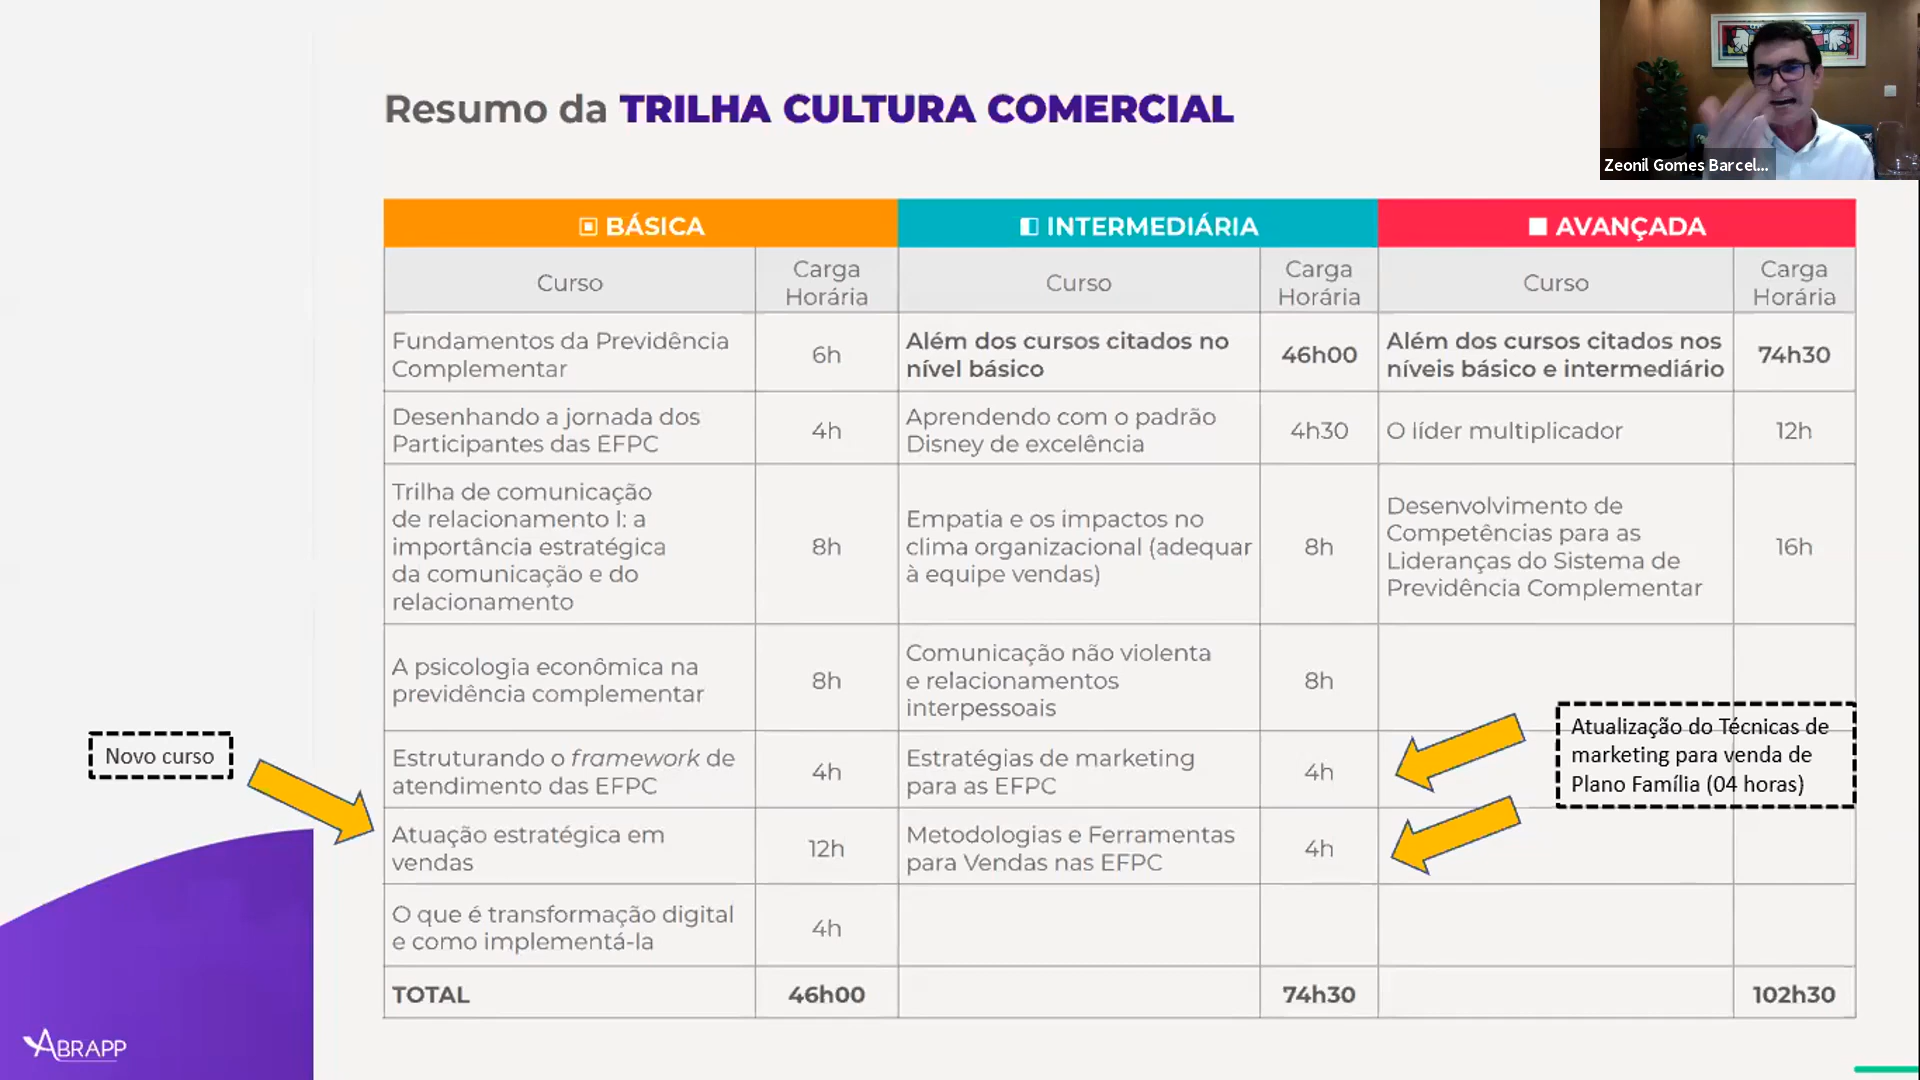 Resumo da TRILHA CULTURA COMERCIAL
Zeonil Gomes Barcel...
BÁSICA
INTERMEDIÁRIA
AVANÇADA
Curso
Carga
Horária
Curso
Carga
Horária
Curso
Carga
Horária
Fundamentos da Previdência
Complementar
6h
Além dos cursos citados no
nível básico
46h00
Além dos cursos citados nos
níveis básico e intermediário
74h30
Desenhando a jornada dos
Participantes das EFPC
4h
Aprendendo com o padrão
Disney de excelência
4h30
O líder multiplicador
12h
Trilha de comunicação
de relacionamento I: a
importância estratégica
da comunicação e do
relacionamento
8h
Empatia e os impactos no
clima organizacional (adequar
à equipe vendas)
8h
Desenvolvimento de
Competências para as
Lideranças do Sistema de
Previdência Complementar
16h
A psicologia econômica na
previdência complementar
8h
Comunicação não violenta
e relacionamentos
interpessoais
8h
Novo curso
Estruturando o framework de
atendimento das EFPC
4h
Estratégias de marketing
para as EFPC
4h
Atualização do Técnicas de
marketing para venda de
Plano Família (04 horas)
Atuação estratégica em
vendas
12h
Metodologias e Ferramentas
para Vendas nas EFPC
4h
O que é transformação digital
e como implementá-la
4h
TOTAL
46h00
74h30
102h30
ABRAPP